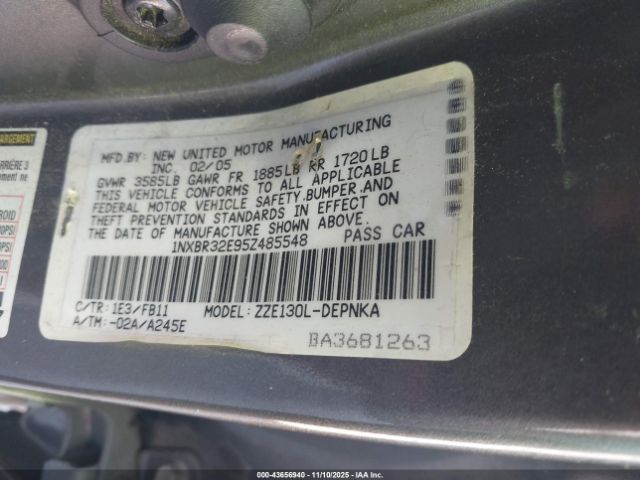 ARGEMENT
MFD.BY: NEW UNITED MOTOR MANUFACTURING
INC. 02/05
GVWR 3585LB GAWR FR 1885LB RR 1720LB
THIS VEHICLE CONFORMS TO ALL APPLICABLE
FEDERAL MOTOR VEHICLE SAFETY,BUMPER,AND
THEFT PREVENTION STANDARDS IN EFFECT ON
THE DATE OF MANUFACTURE SHOWN ABOVE.
1NXBR32E95Z485548 PASS CAR
C/TR: 1E3/FB11 MODEL: ZZE130L-DEPNKA
A/TM: -02A/A245E
BA3681263
000-43656940 - 11/10/2025 - IAAI